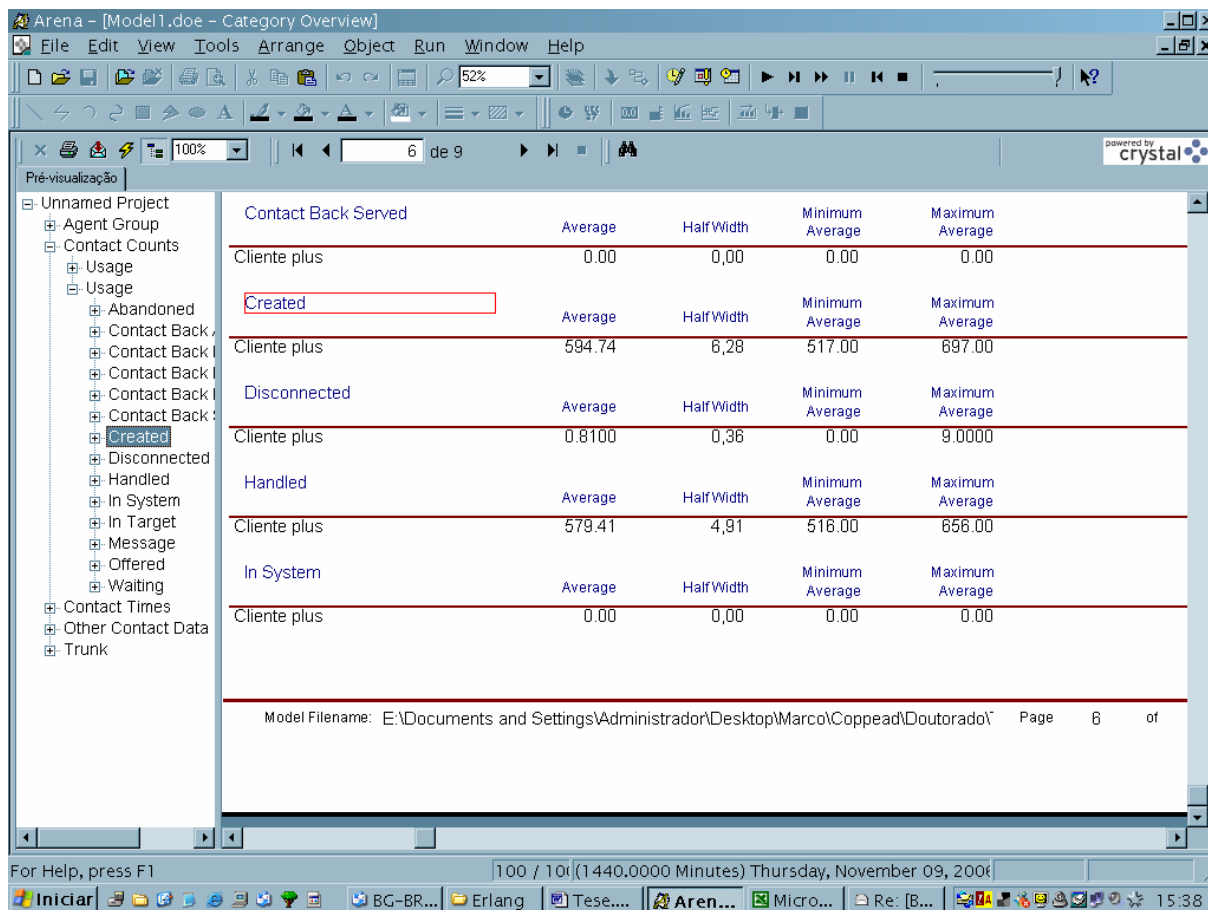 Arena - [Model1.doe - Category Overview]
File Edit View Tools Arrange Object Run Window Help
52%
100% 6 de 9
powered by crystal
Pré-visualização
Unnamed Project
Agent Group
Contact Counts
Usage
Usage
Abandoned
Contact Back
Contact Back
Contact Back
Contact Back
Contact Back
Created
Disconnected
Handled
In System
In Target
Message
Offered
Waiting
Contact Times
Other Contact Data
Trunk
Contact Back Served Average Half Width Minimum Average Maximum Average
Cliente plus 0.00 0,00 0.00 0.00
Created Average Half Width Minimum Average Maximum Average
Cliente plus 594.74 6,28 517.00 697.00
Disconnected Average Half Width Minimum Average Maximum Average
Cliente plus 0.8100 0,36 0.00 9.0000
Handled Average Half Width Minimum Average Maximum Average
Cliente plus 579.41 4,91 516.00 656.00
In System Average Half Width Minimum Average Maximum Average
Cliente plus 0.00 0,00 0.00 0.00
Model Filename: E:\Documents and Settings\Administrador\Desktop\Marco\Coppead\Doutorado\ Page 6 of
For Help, press F1 100 / 10 (1440.0000 Minutes) Thursday, November 09, 200
Iniciar BG-BR... Erlang Tese.... Aren... Micro... Re: [B... 15:38